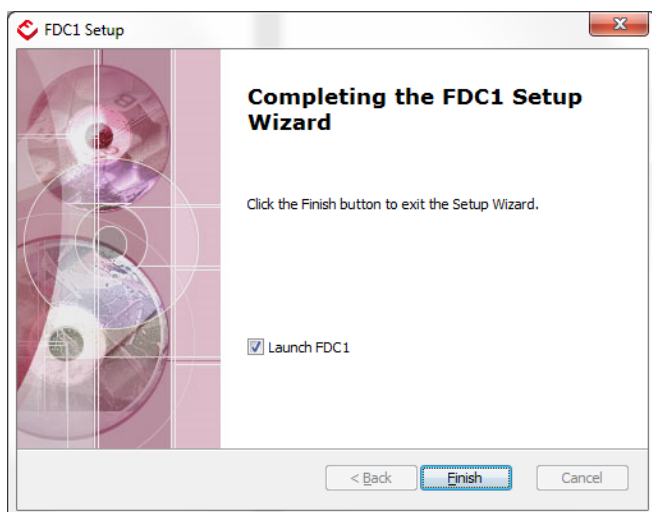 FDC1 Setup
Completing the FDC1 Setup
Wizard
Click the Finish button to exit the Setup Wizard.
Launch FDC1
< Back
Finish
Cancel